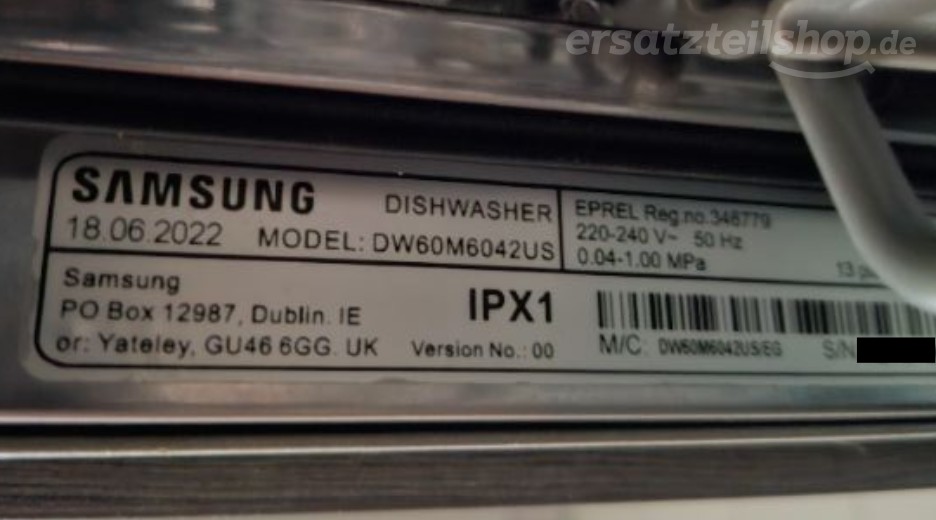 ersatzteilshop.de
SAMSUNG DISHWASHER
18.06.2022 MODEL: DW60M6042US
EPREL Reg.no.348779
220-240 V~ 50 Hz
0.04-1.00 MPa
13
Samsung
PO Box 12987, Dublin. IE
or: Yateley, GU46 6GG. UK
IPX1
Version No.: 00
M/C: DW60M6042US/EG S/N